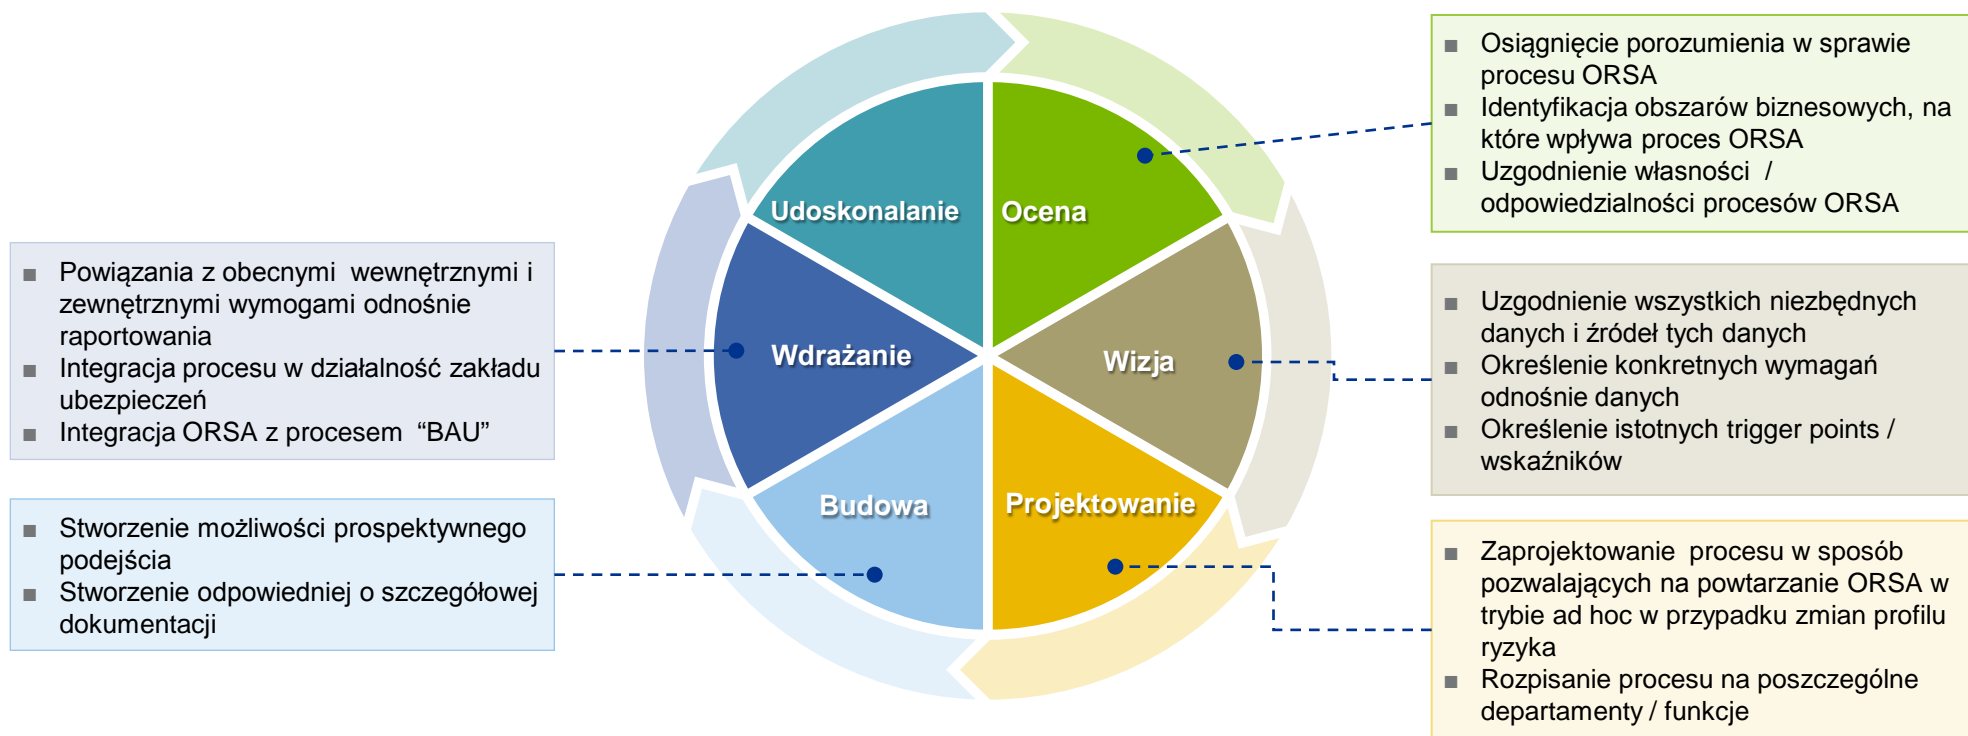 Udoskonalanie
Ocena
Wdrażanie
Wizja
Budowa
Projektowanie
■ Osiągnięcie porozumienia w sprawie
procesu ORSA
■ Identyfikacja obszarów biznesowych, na
które wpływa proces ORSA
■ Uzgodnienie własności /
odpowiedzialności procesów ORSA
■ Uzgodnienie wszystkich niezbędnych
danych i źródeł tych danych
■ Określenie konkretnych wymagań
odnośnie danych
■ Określenie istotnych trigger points /
wskaźników
■ Zaprojektowanie procesu w sposób
pozwalających na powtarzanie ORSA w
trybie ad hoc w przypadku zmian profilu
ryzyka
■ Rozpisanie procesu na poszczególne
departamenty / funkcje
■ Powiązania z obecnymi wewnętrznymi i
zewnętrznymi wymogami odnośnie
raportowania
■ Integracja procesu w działalność zakładu
ubezpieczeń
■ Integracja ORSA z procesem “BAU”
■ Stworzenie możliwości prospektywnego
podejścia
■ Stworzenie odpowiedniej o szczegółowej
dokumentacji